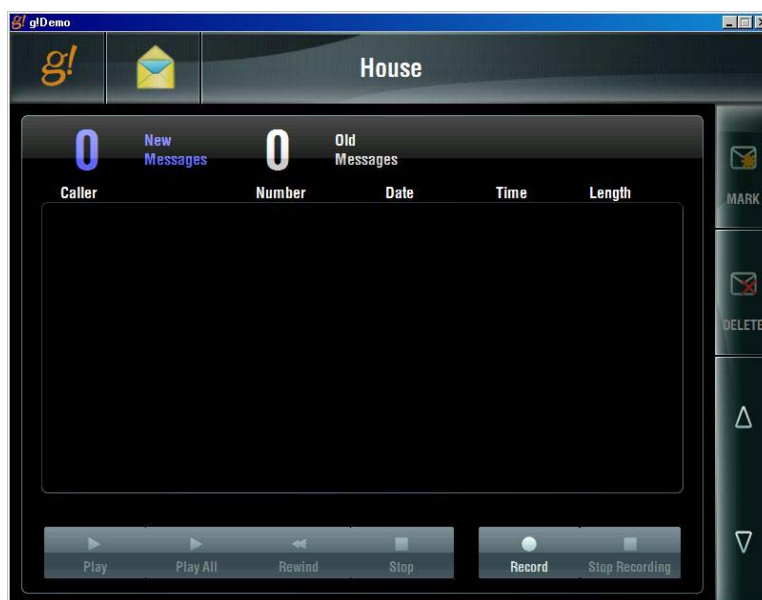 g! g!Demo
g!
House
0 New Messages 0 Old Messages
Caller Number Date Time Length
MARK
DELETE
Play Play All Rewind Stop Record Stop Recording